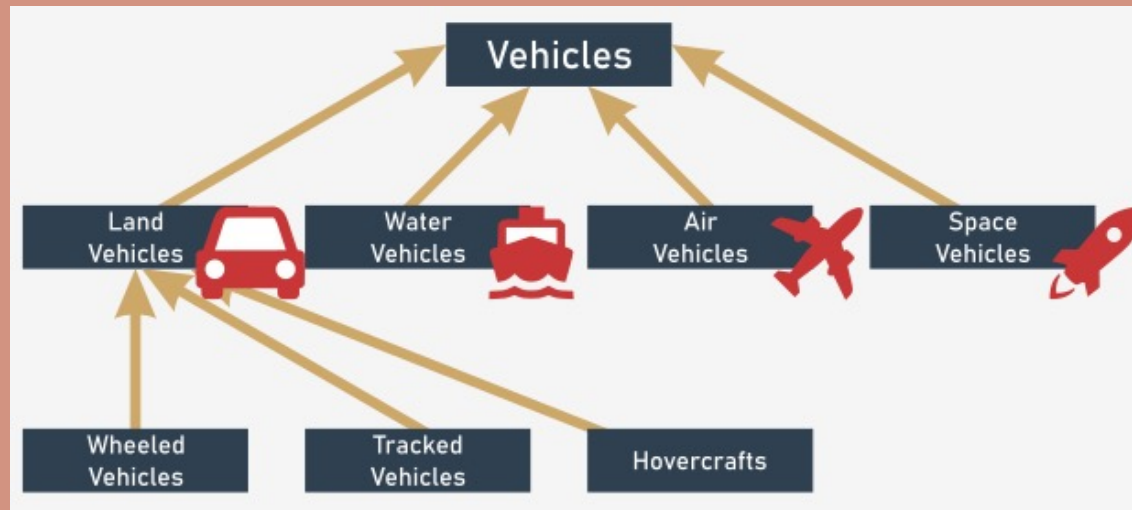 Vehicles
Land
Vehicles
Water
Vehicles
Air
Vehicles
Space
Vehicles
Wheeled
Vehicles
Tracked
Vehicles
Hovercrafts